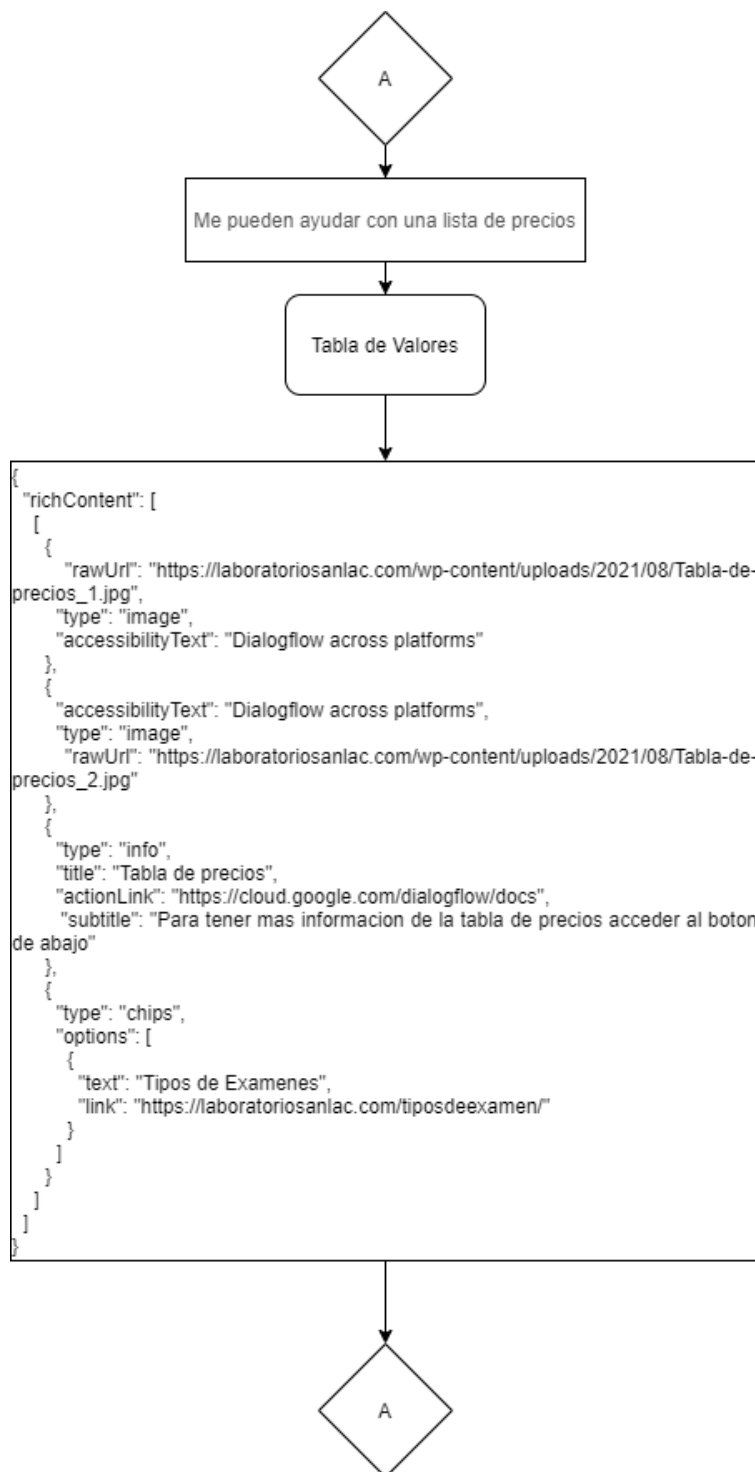 A
Me pueden ayudar con una lista de precios
Tabla de Valores
{
"richContent": [
[
{
"rawUrl": "https://laboratoriosanlac.com/wp-content/uploads/2021/08/Tabla-de-
precios_1.jpg",
"type": "image",
"accessibilityText": "Dialogflow across platforms"
},
{
"accessibilityText": "Dialogflow across platforms",
"type": "image",
"rawUrl": "https://laboratoriosanlac.com/wp-content/uploads/2021/08/Tabla-de-
precios_2.jpg"
},
{
"type": "info",
"title": "Tabla de precios",
"actionLink": "https://cloud.google.com/dialogflow/docs",
"subtitle": "Para tener mas informacion de la tabla de precios acceder al boton
de abajo"
},
{
"type": "chips",
"options": [
{
"text": "Tipos de Examenes",
"link": "https://laboratoriosanlac.com/tiposdeexamen/"
}
]
}
]
]
}
A